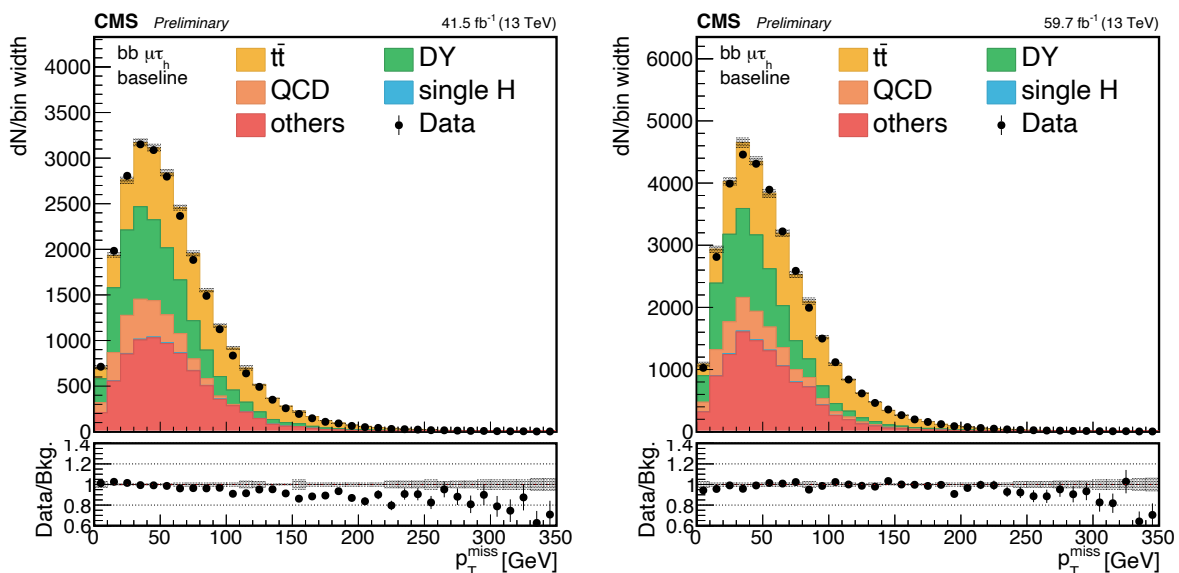 CMS Preliminary 41.5 fb⁻¹ (13 TeV)
dN/bin width
4000
3500
3000
2500
2000
1500
1000
500
0
bb μτh
baseline
tt̄
DY
QCD
single H
others
Data
Data/Bkg.
1.4
1.2
1
0.8
0.6
0 50 100 150 200 250 300 350
pTmiss [GeV]
CMS Preliminary 59.7 fb⁻¹ (13 TeV)
dN/bin width
6000
5000
4000
3000
2000
1000
0
bb μτh
baseline
tt̄
DY
QCD
single H
others
Data
Data/Bkg.
1.4
1.2
1
0.8
0.6
0 50 100 150 200 250 300 350
pTmiss [GeV]